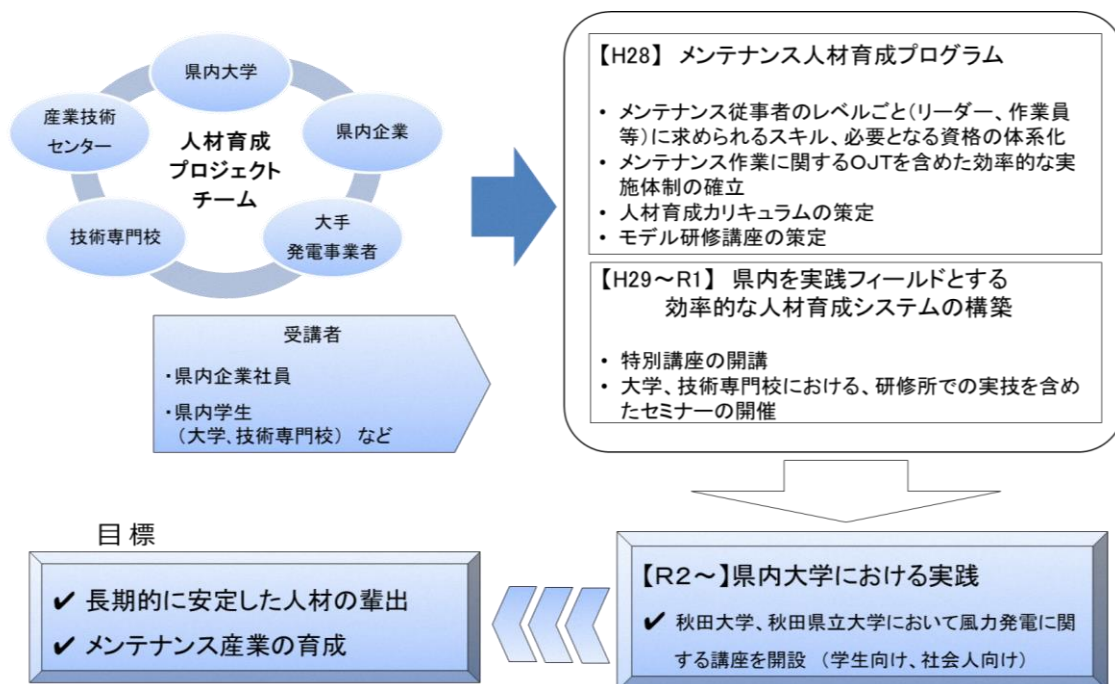 県内大学
産業技術
センター
県内企業
人材育成
プロジェクト
チーム
技術専門校
大手
発電事業者
受講者
・県内企業社員
・県内学生
（大学、技術専門校） など
【H28】 メンテナンス人材育成プログラム
• メンテナンス従事者のレベルごと（リーダー、作業員
等）に求められるスキル、必要となる資格の体系化
• メンテナンス作業に関するOJTを含めた効率的な実
施体制の確立
• 人材育成カリキュラムの策定
• モデル研修講座の策定
【H29～R1】 県内を実践フィールドとする
効率的な人材育成システムの構築
• 特別講座の開講
• 大学、技術専門校における、研修所での実技を含め
たセミナーの開催
【R2～】県内大学における実践
✔ 秋田大学、秋田県立大学において風力発電に関
する講座を開設 （学生向け、社会人向け）
目 標
✔ 長期的に安定した人材の輩出
✔ メンテナンス産業の育成